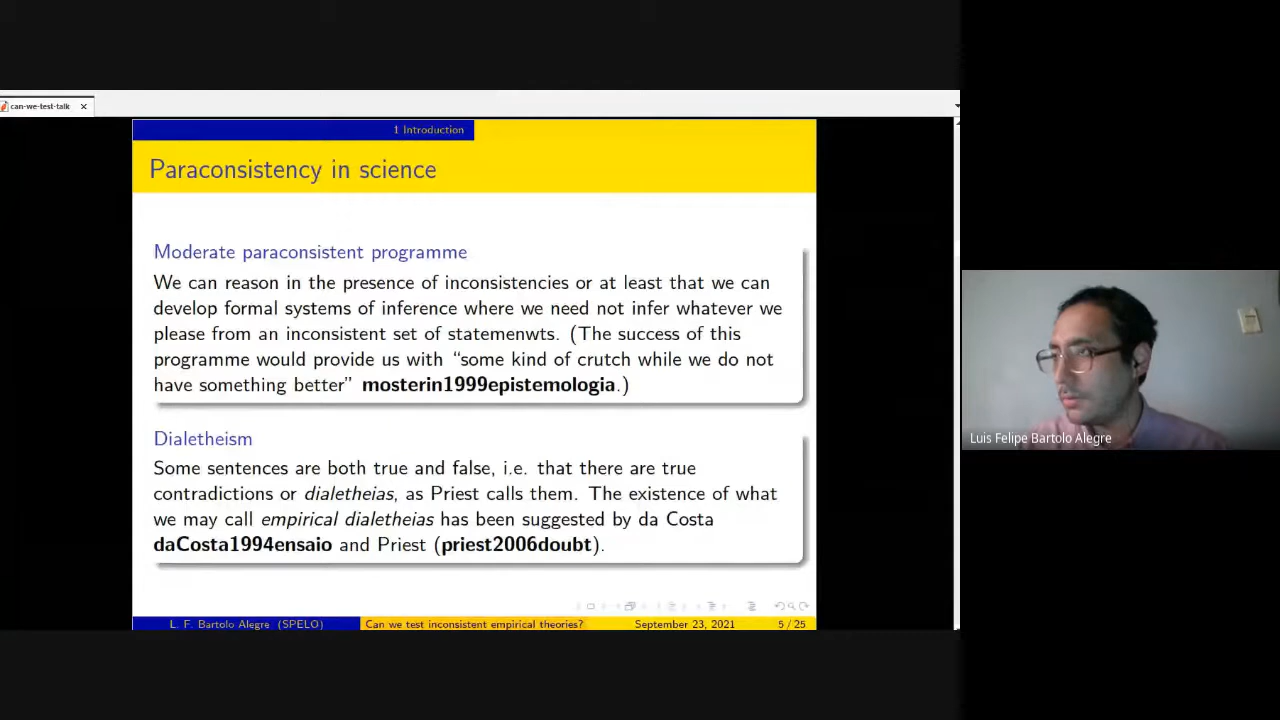 can-we-test-talk
1 Introduction
Paraconsistency in science
Moderate paraconsistent programme
We can reason in the presence of inconsistencies or at least that we can
develop formal systems of inference where we need not infer whatever we
please from an inconsistent set of statemenwts. (The success of this
programme would provide us with “some kind of crutch while we do not
have something better” mosterin1999epistemologia.)
Dialetheism
Some sentences are both true and false, i.e. that there are true
contradictions or dialetheias, as Priest calls them. The existence of what
we may call empirical dialetheias has been suggested by da Costa
daCosta1994ensaio and Priest (priest2006doubt).
L. F. Bartolo Alegre (SPELO)
Can we test inconsistent empirical theories?
September 23, 2021
5 / 25
Luis Felipe Bartolo Alegre